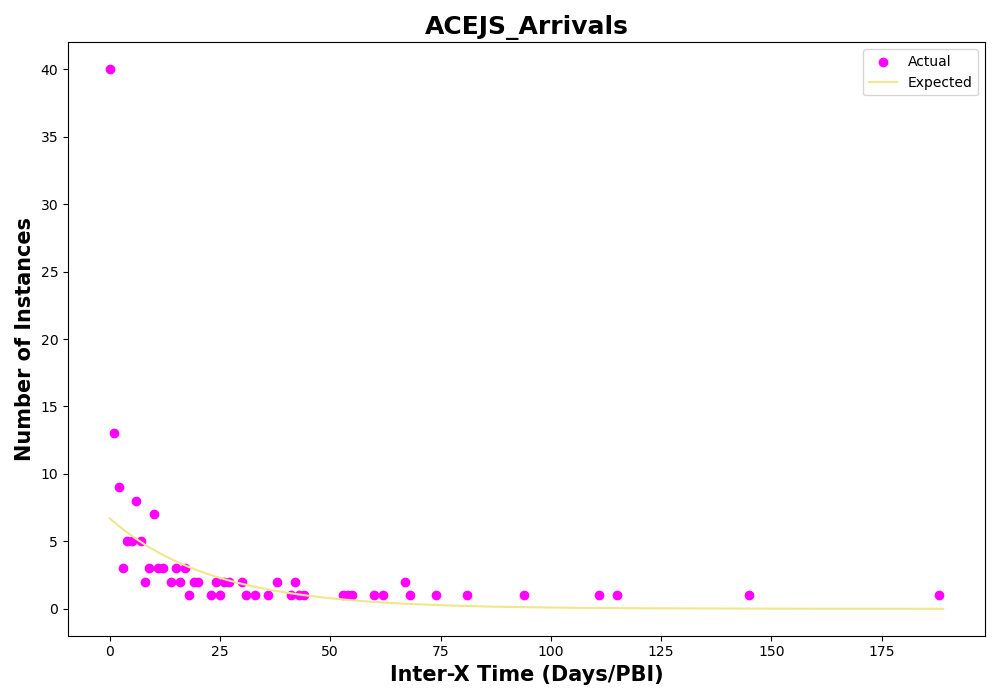 ACEJS_Arrivals
Actual
Expected
Number of Instances
40
35
30
25
20
15
10
5
0
0 25 50 75 100 125 150 175
Inter-X Time (Days/PBI)